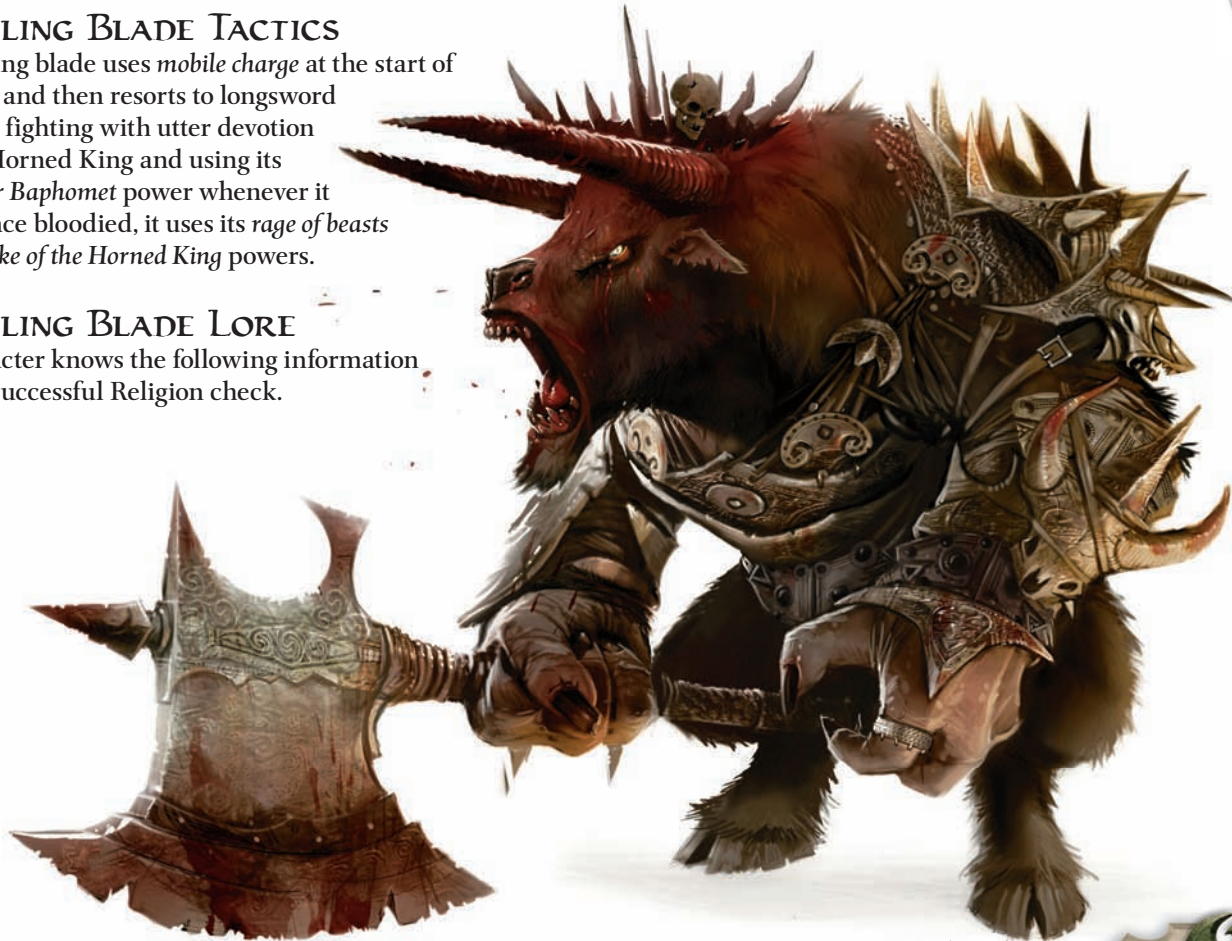 LING BLADE TACTICS
ng blade uses mobile charge at the start of
and then resorts to longsword
fighting with utter devotion
Horned King and using its
Baphomet power whenever it
nce bloodied, it uses its rage of beasts
ke of the Horned King powers.
LING BLADE LORE
cter knows the following information
uccessful Religion check.